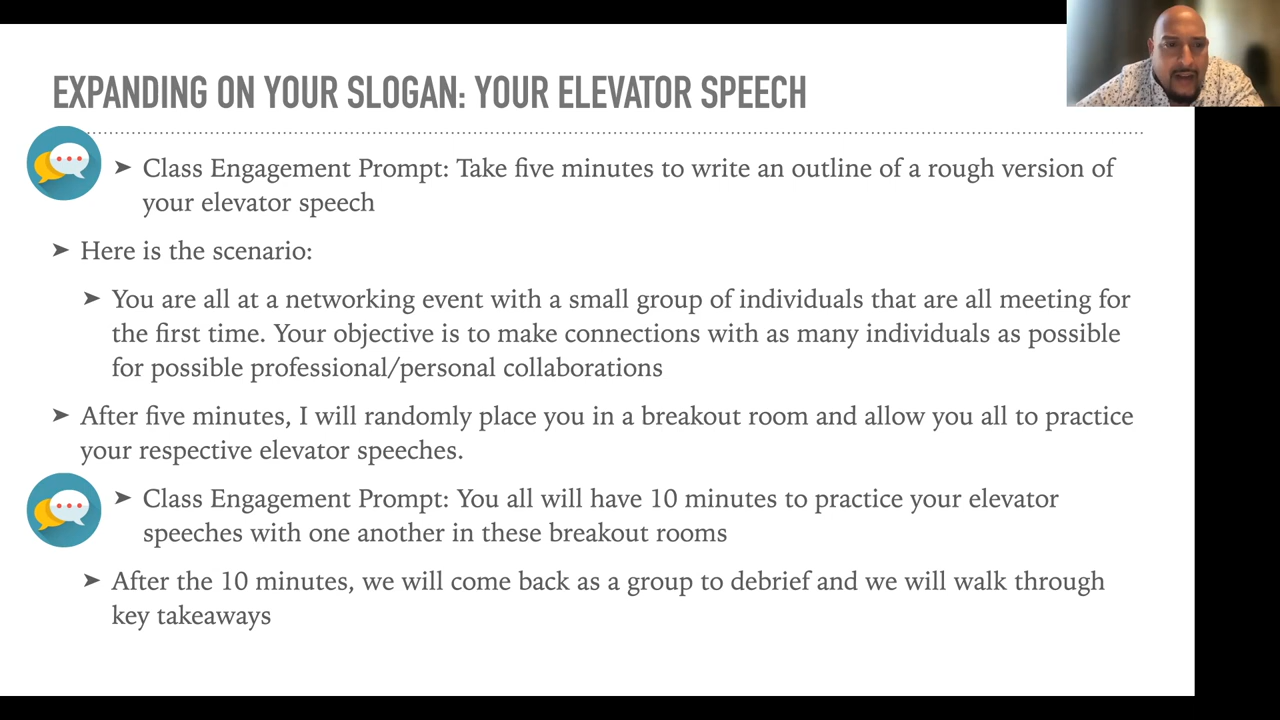 EXPANDING ON YOUR SLOGAN: YOUR ELEVATOR SPEECH
➤ Class Engagement Prompt: Take five minutes to write an outline of a rough version of
your elevator speech
➤ Here is the scenario:
➤ You are all at a networking event with a small group of individuals that are all meeting for
the first time. Your objective is to make connections with as many individuals as possible
for possible professional/personal collaborations
➤ After five minutes, I will randomly place you in a breakout room and allow you all to practice
your respective elevator speeches.
➤ Class Engagement Prompt: You all will have 10 minutes to practice your elevator
speeches with one another in these breakout rooms
➤ After the 10 minutes, we will come back as a group to debrief and we will walk through
key takeaways